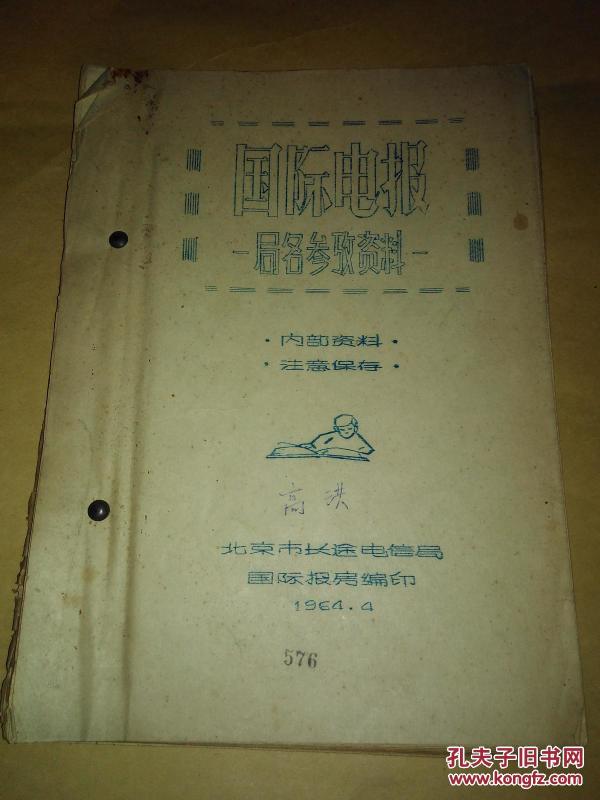 国际电报
-局名参考资料-
·内部资料·
·注意保存·
高洪
北京市长途电信局
国际报房编印
1964.4
576
孔夫子旧书网
www.kongfz.com